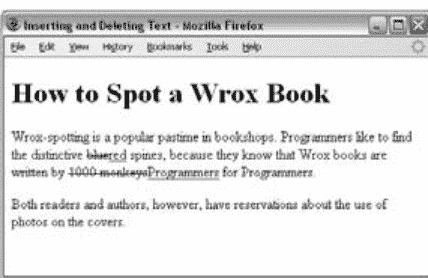 Inserting and Deleting Text - Mozilla Firefox
File Edit View History Bookmarks Tools Help
How to Spot a Wrox Book
Wrox-spotting is a popular pastime in bookshops. Programmers like to find
the distinctive bluered spines, because they know that Wrox books are
written by 1000 monkeysProgrammers for Programmers.
Both readers and authors, however, have reservations about the use of
photos on the covers.